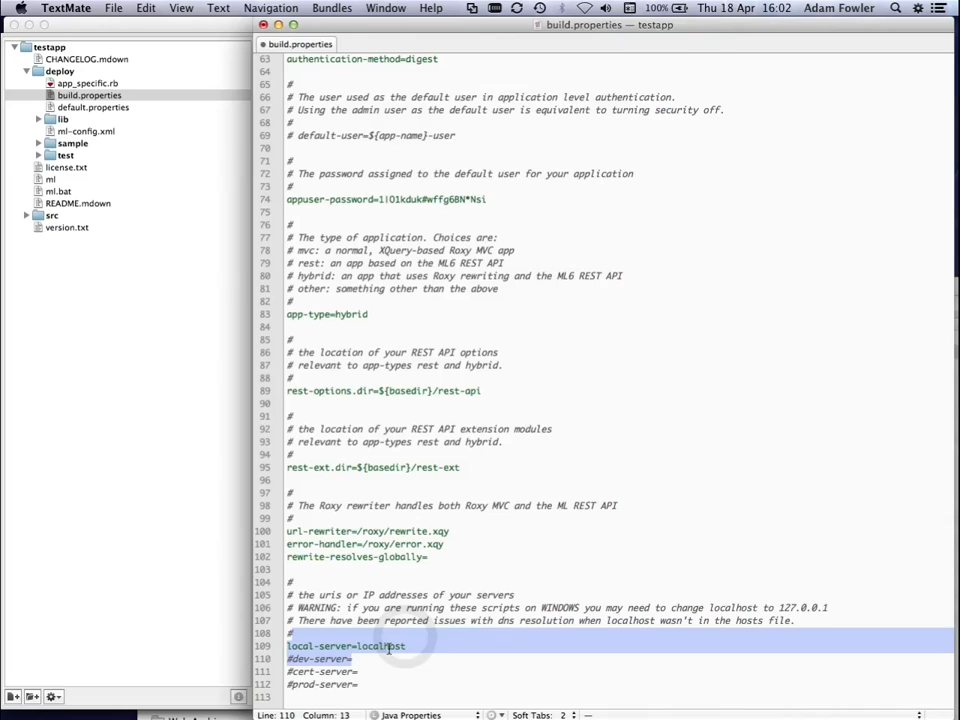 TextMate File Edit View Text Navigation Bundles Window Help 100% Thu 18 Apr 16:02 Adam Fowler
build.properties — testapp
build.properties
testapp
CHANGELOG.mdown
deploy
app_specific.rb
build.properties
default.properties
lib
ml-config.xml
sample
test
license.txt
ml
ml.bat
README.mdown
src
version.txt
63 authentication-method=digest
64
65 #
66 # The user used as the default user in application level authentication.
67 # Using the admin user as the default user is equivalent to turning security off.
68 #
69 # default-user=${app-name}-user
70
71 #
72 # The password assigned to the default user for your application
73 #
74 appuser-password=1|O1kduk#wffg6BN*Nsi
75
76 #
77 # The type of application. Choices are:
78 # mvc: a normal, XQuery-based Roxy MVC app
79 # rest: an app based on the ML6 REST API
80 # hybrid: an app that uses Roxy rewriting and the ML6 REST API
81 # other: something other than the above
82 #
83 app-type=hybrid
84
85 #
86 # the location of your REST API options
87 # relevant to app-types rest and hybrid.
88 #
89 rest-options.dir=${basedir}/rest-api
90
91 #
92 # the location of your REST API extension modules
93 # relevant to app-types rest and hybrid.
94 #
95 rest-ext.dir=${basedir}/rest-ext
96
97 #
98 # The Roxy rewriter handles both Roxy MVC and the ML REST API
99 #
100 url-rewriter=/roxy/rewrite.xqy
101 error-handler=/roxy/error.xqy
102 rewrite-resolves-globally=
103
104 #
105 # the uris or IP addresses of your servers
106 # WARNING: if you are running these scripts on WINDOWS you may need to change localhost to 127.0.0.1
107 # There have been reported issues with dns resolution when localhost wasn't in the hosts file.
108 #
109 local-server=localhost
110 #dev-server=
111 #cert-server=
112 #prod-server=
113
Line: 110 Column: 13 Java Properties Soft Tabs: 2 —